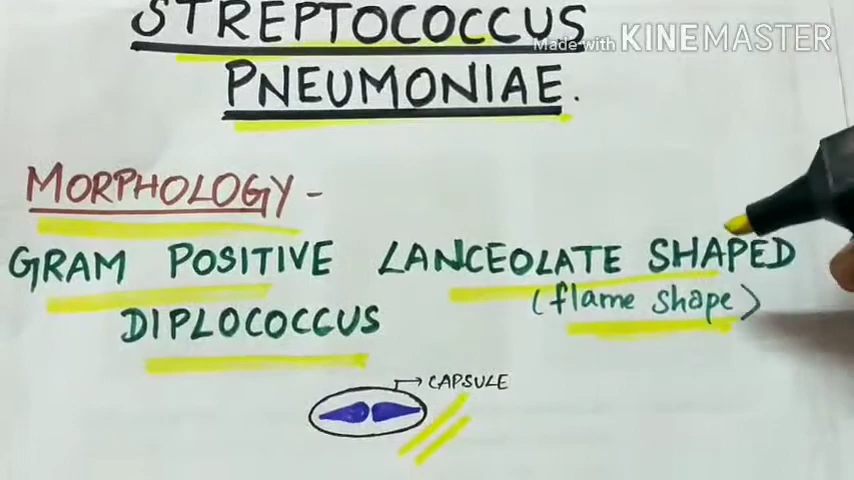 STREPTOCOCCUS
Made with KINEMASTER
PNEUMONIAE.
MORPHOLOGY -
GRAM POSITIVE LANCEOLATE SHAPED
(flame shape)
DIPLOCOCCUS
CAPSULE